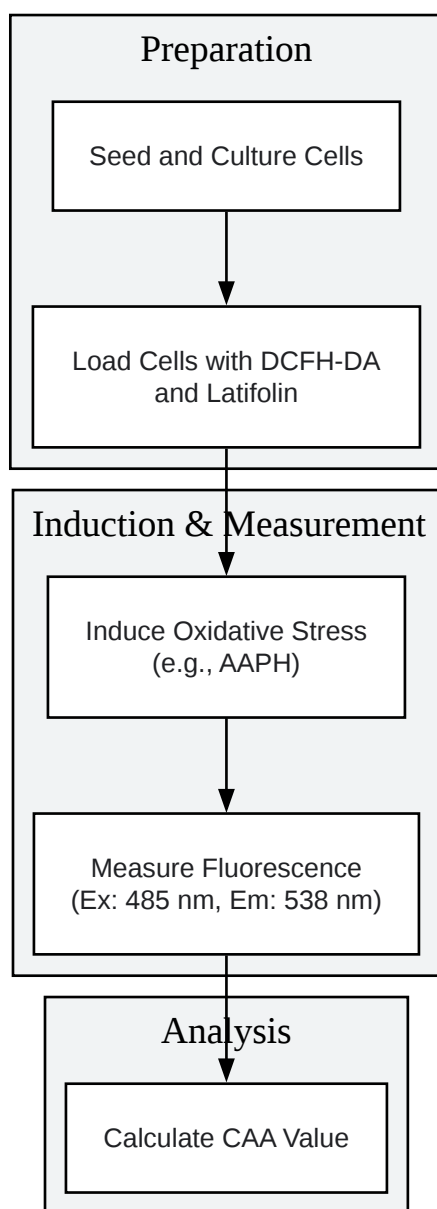 Preparation
Seed and Culture Cells
Load Cells with DCFH-DA
and Latifolin
Induction & Measurement
Induce Oxidative Stress
(e.g., AAPH)
Measure Fluorescence
(Ex: 485 nm, Em: 538 nm)
Analysis
Calculate CAA Value